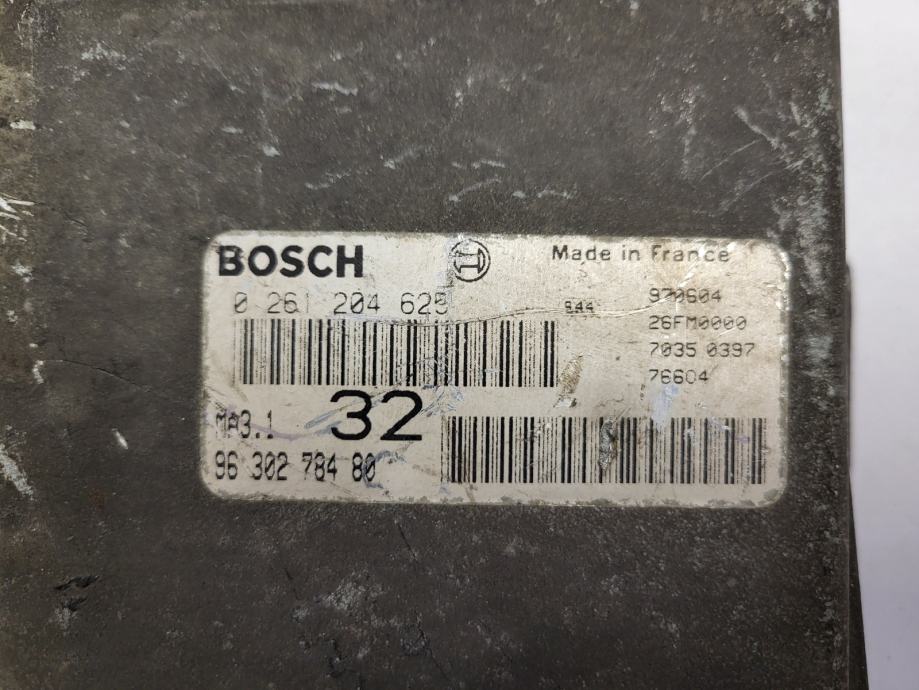 BOSCH
Made in France
0 261 204 625
970604
26FM0000
7035 0397
76604
MA3.1
32
96 302 784 80